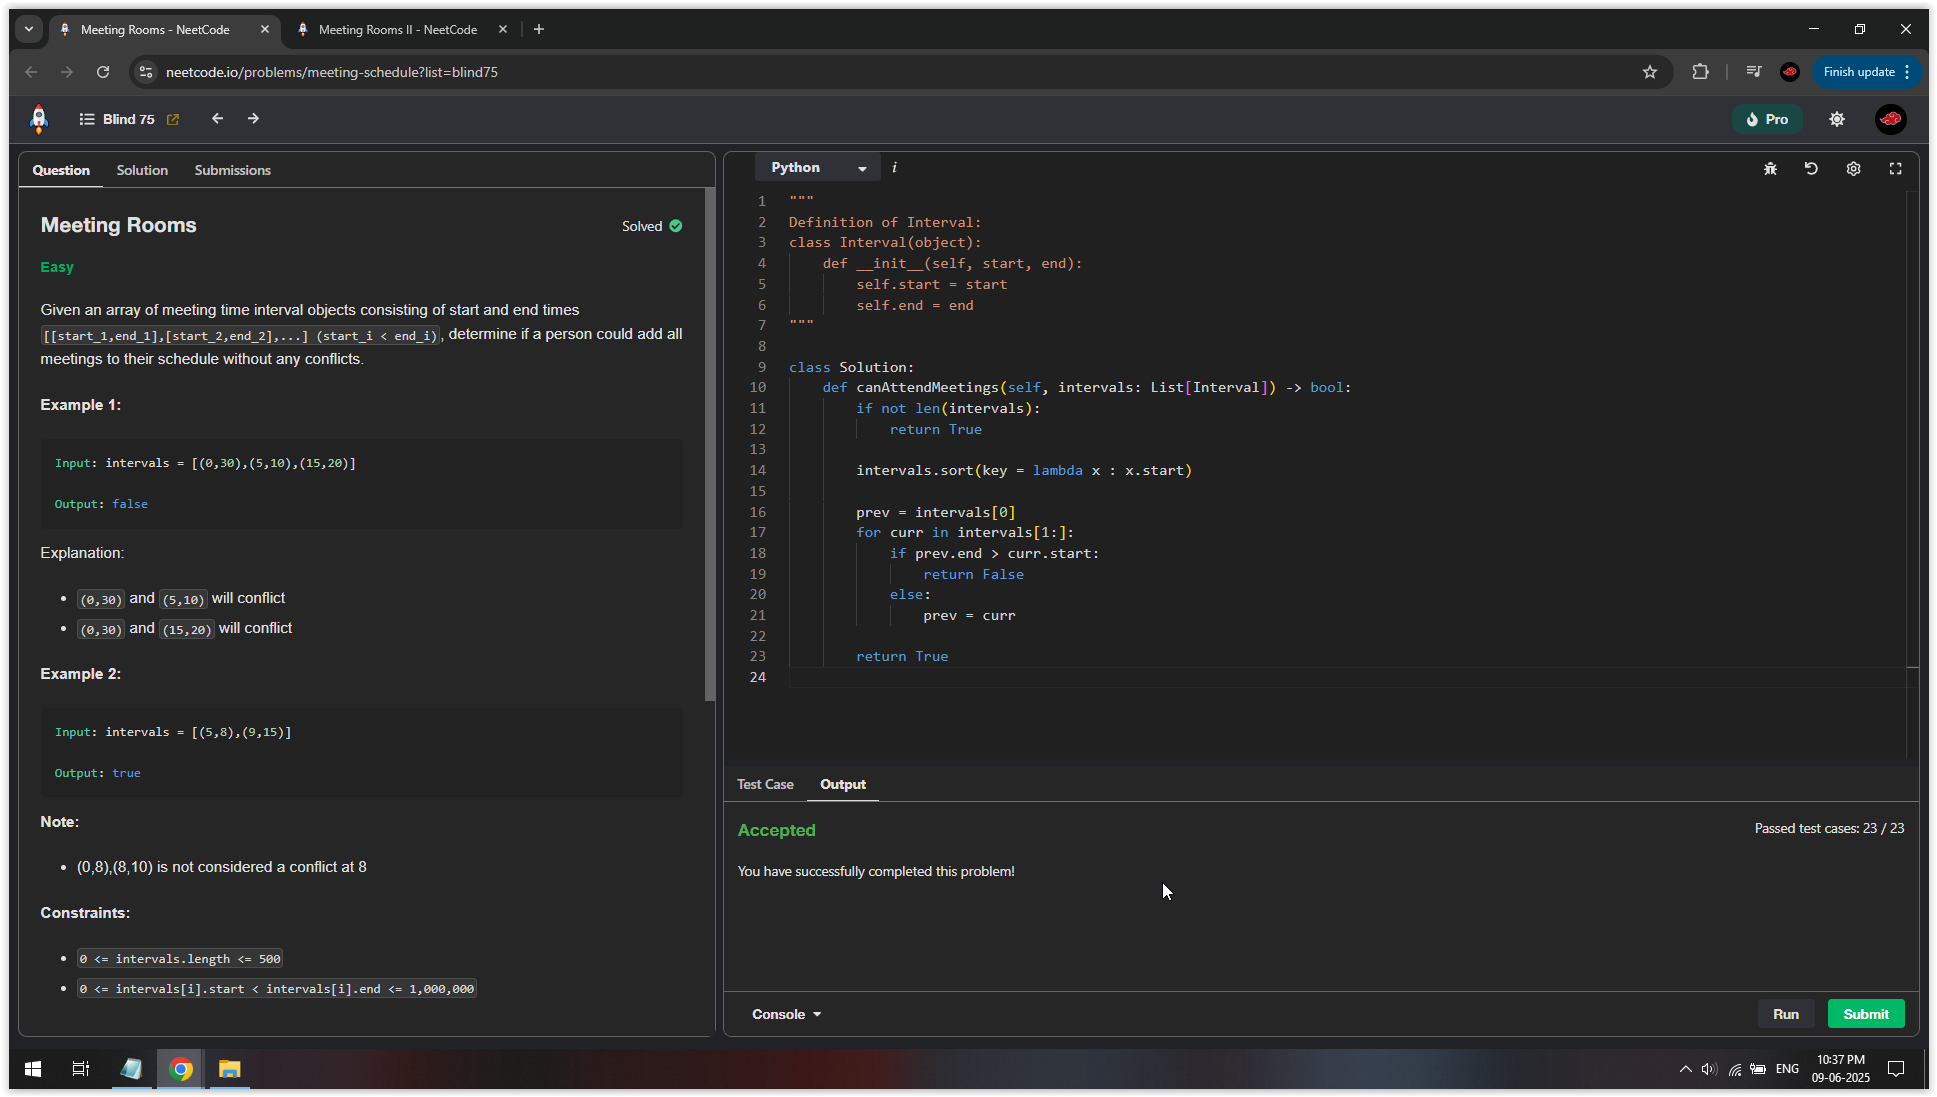 Meeting Rooms - NeetCode
Meeting Rooms II - NeetCode
neetcode.io/problems/meeting-schedule?list=blind75
Finish update
Blind 75
Pro
Question
Solution
Submissions
Meeting Rooms
Solved
Easy
Given an array of meeting time interval objects consisting of start and end times
[[start_1,end_1],[start_2,end_2],...] (start_i < end_i), determine if a person could add all
meetings to their schedule without any conflicts.
Example 1:
Input: intervals = [(0,30),(5,10),(15,20)]
Output: false
Explanation:
• (0,30) and (5,10) will conflict
• (0,30) and (15,20) will conflict
Example 2:
Input: intervals = [(5,8),(9,15)]
Output: true
Note:
• (0,8),(8,10) is not considered a conflict at 8
Constraints:
• 0 <= intervals.length <= 500
• 0 <= intervals[i].start < intervals[i].end <= 1,000,000
Python
i
1 """
2 Definition of Interval:
3 class Interval(object):
4     def __init__(self, start, end):
5         self.start = start
6         self.end = end
7 """
8
9 class Solution:
10     def canAttendMeetings(self, intervals: List[Interval]) -> bool:
11         if not len(intervals):
12             return True
13
14         intervals.sort(key = lambda x : x.start)
15
16         prev = intervals[0]
17         for curr in intervals[1:]:
18             if prev.end > curr.start:
19                 return False
20             else:
21                 prev = curr
22
23         return True
24
Test Case
Output
Accepted
Passed test cases: 23 / 23
You have successfully completed this problem!
Console
Run
Submit
ENG
10:37 PM
09-06-2025